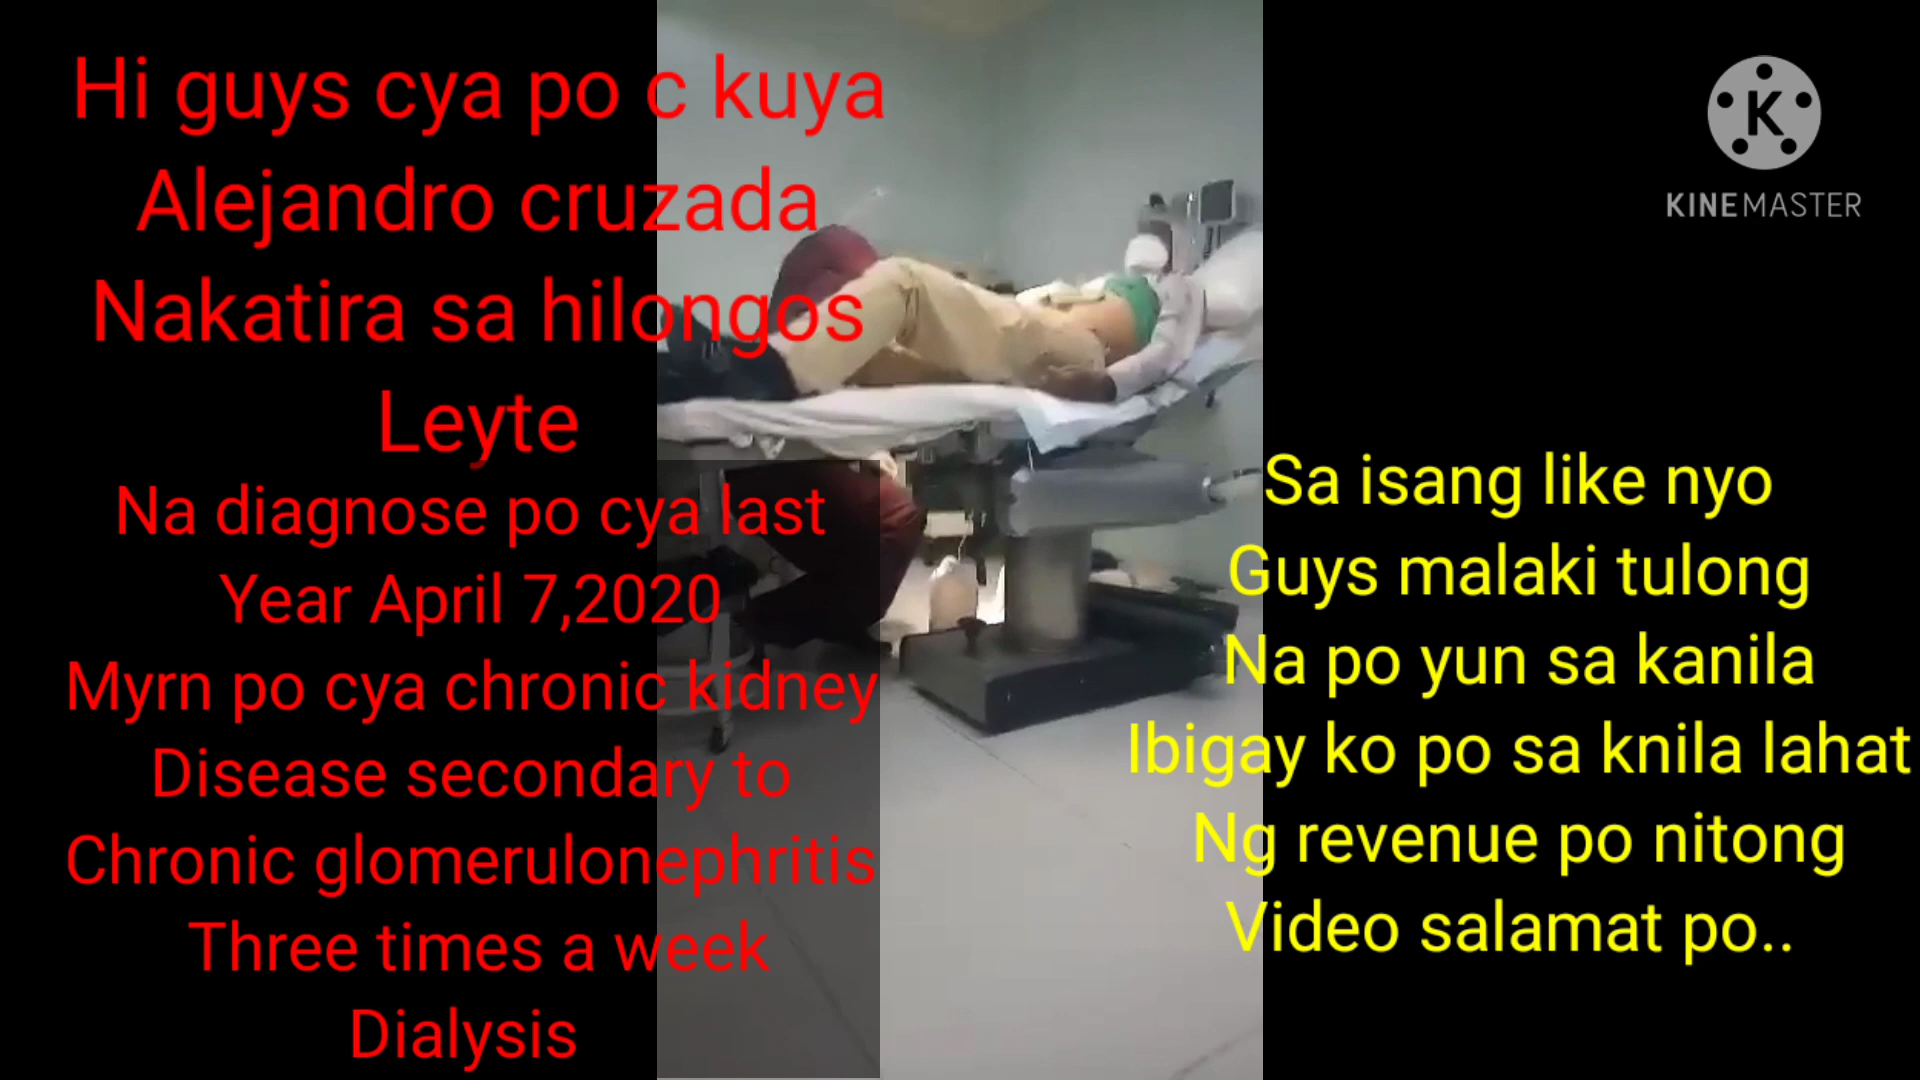 Hi guys cya po c kuya
Alejandro cruzada
Nakatira sa hilongos
Leyte
Na diagnose po cya last
Year April 7,2020
Myrn po cya chronic kidney
Disease secondary to
Chronic glomerulonephritis
Three times a week
Dialysis
KINEMASTER
Sa isang like nyo
Guys malaki tulong
Na po yun sa kanila
Ibigay ko po sa knila lahat
Ng revenue po nitong
Video salamat po..